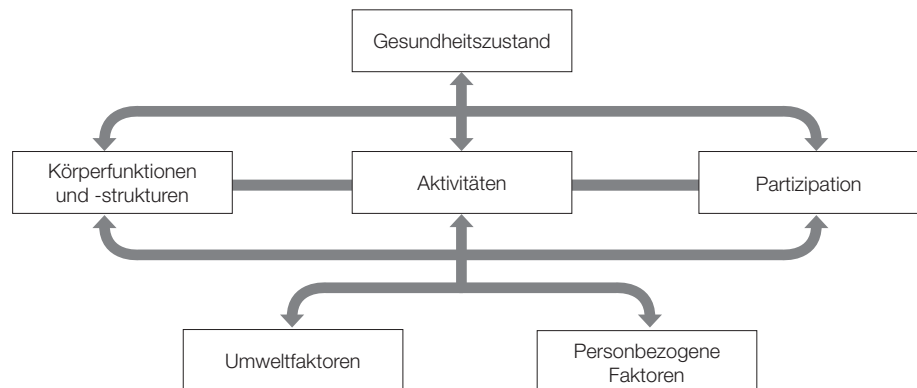 Gesundheitszustand
Körperfunktionen
und -strukturen
Aktivitäten
Partizipation
Umweltfaktoren
Personbezogene
Faktoren